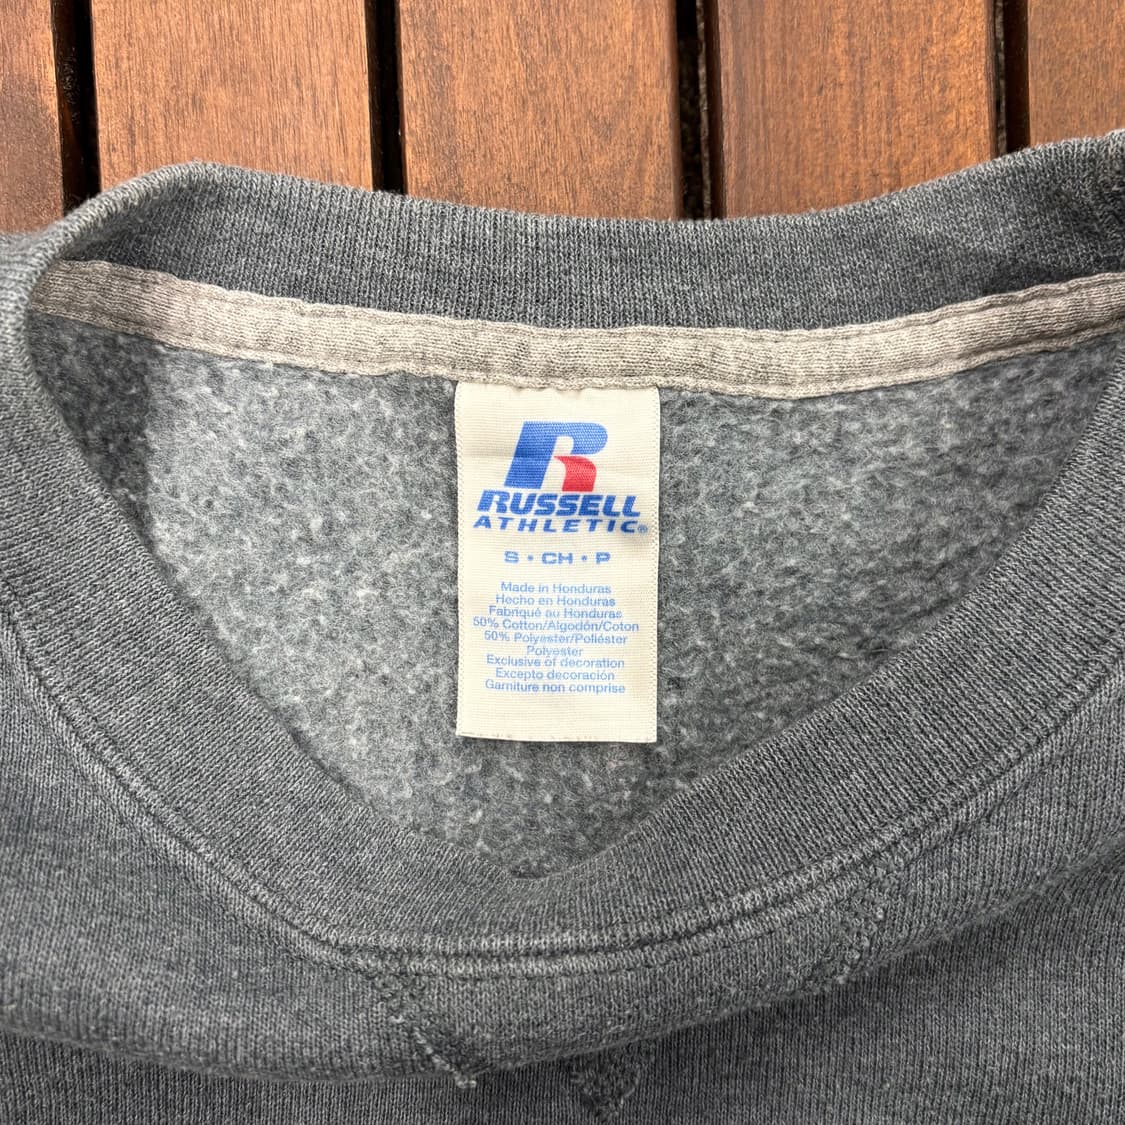 R
RUSSELL
ATHLETIC®
S • CH • P
Made in Honduras
Hecho en Honduras
Fabriqué au Honduras
50% Cotton/Algodón/Coton
50% Polyester/Poliéster
Polyester
Exclusive of decoration
Excepto decoración
Garniture non comprise